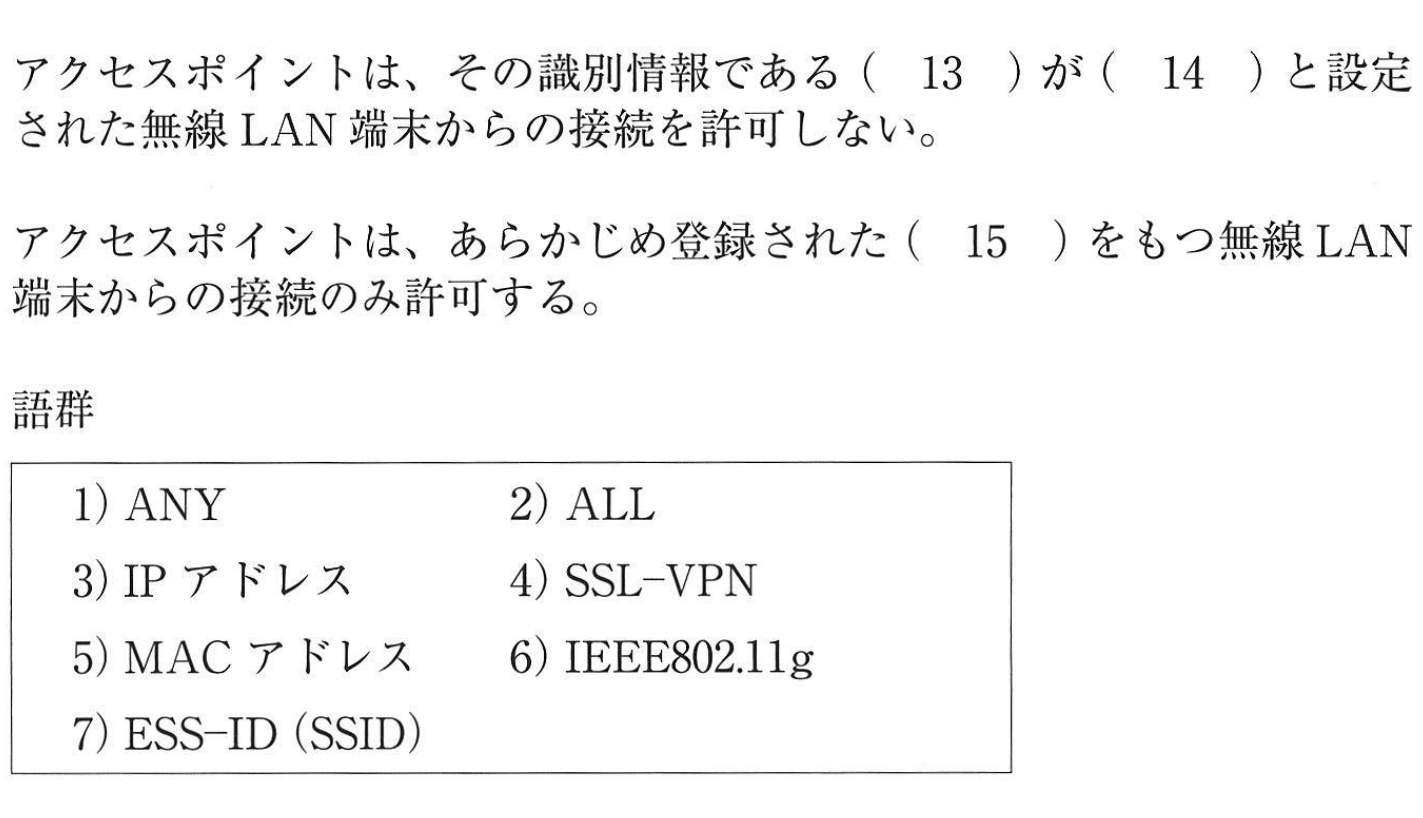 アクセスポイントは、その識別情報である（　13　）が（　14　）と設定
された無線 LAN 端末からの接続を許可しない。
アクセスポイントは、あらかじめ登録された（　15　）をもつ無線 LAN
端末からの接続のみ許可する。
語群
1) ANY　2) ALL
3) IP アドレス　4) SSL−VPN
5) MAC アドレス　6) IEEE802.11g
7) ESS−ID (SSID)